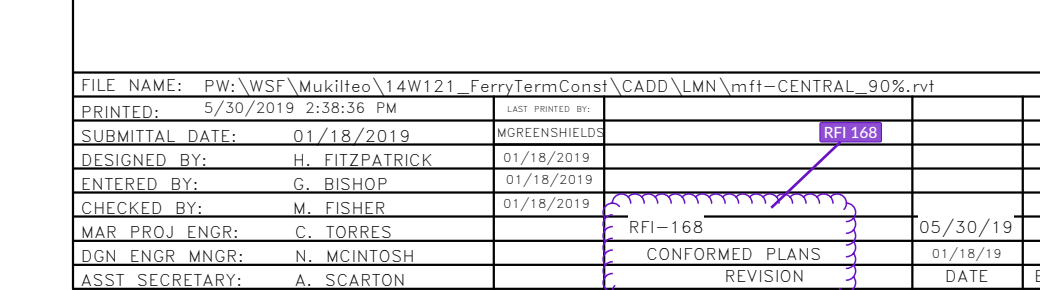 FILE NAME: PW:\WSF\Mukilteo\14W121_FerryTermConst\CADD\LMN\mft-CENTRAL_90%.rvt
PRINTED: 5/30/2019 2:38:36 PM LAST PRINTED BY:
SUBMITTAL DATE: 01/18/2019 MGREENSHIELDS RFI 168
DESIGNED BY: H. FITZPATRICK 01/18/2019
ENTERED BY: G. BISHOP 01/18/2019
CHECKED BY: M. FISHER 01/18/2019
MAR PROJ ENGR: C. TORRES RFI-168 05/30/19
DGN ENGR MNGR: N. MCINTOSH CONFORMED PLANS 01/18/19
ASST SECRETARY: A. SCARTON REVISION DATE